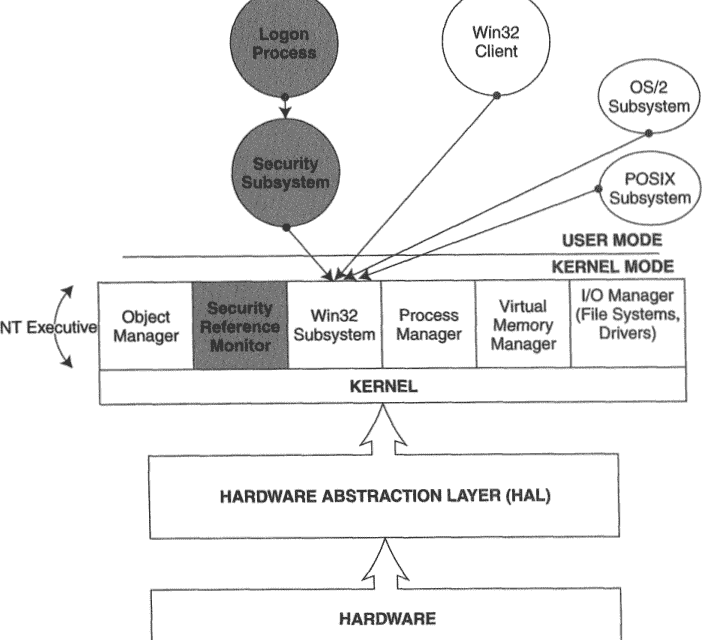 Logon
Process
Win32
Client
OS/2
Subsystem
Security
Subsystem
POSIX
Subsystem
USER MODE
KERNEL MODE
NT Executive
Object
Manager
Security
Reference
Monitor
Win32
Subsystem
Process
Manager
Virtual
Memory
Manager
I/O Manager
(File Systems,
Drivers)
KERNEL
HARDWARE ABSTRACTION LAYER (HAL)
HARDWARE